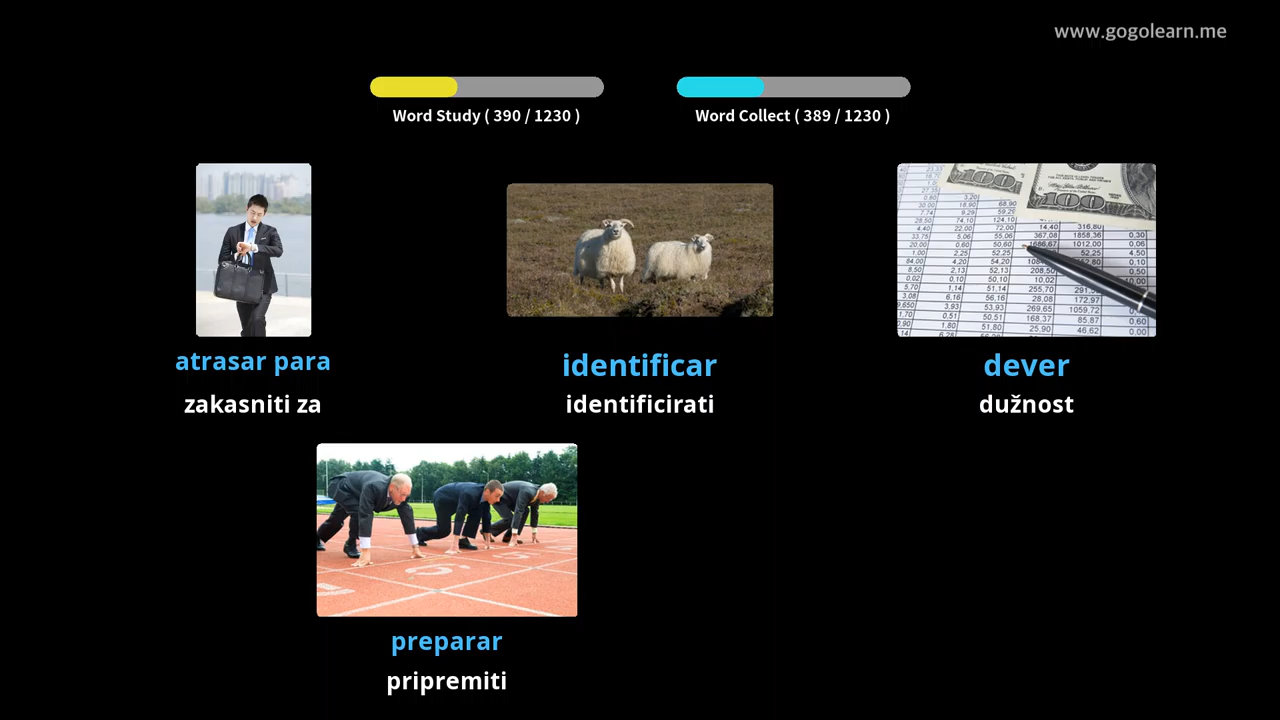 www.gogolearn.me
Word Study ( 390 / 1230 )
Word Collect ( 389 / 1230 )
atrasar para
identificar
dever
zakasniti za
identificirati
dužnost
preparar
pripremiti